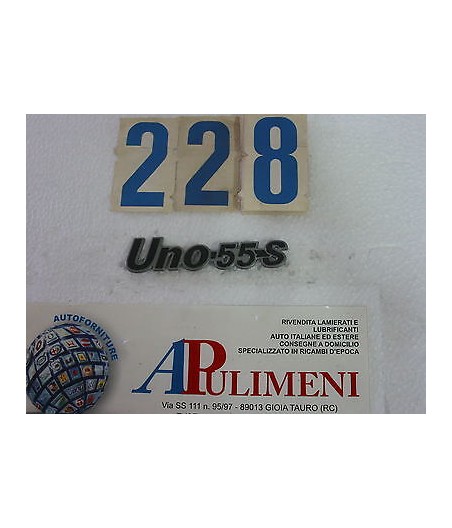 228
Uno-55-S
AUTOFORNITURE
RIVENDITA LAMIERATI E
LUBRIFICANTI
AUTO ITALIANE ED ESTERE
CONSEGNE A DOMICILIO
SPECIALIZZATO IN RICAMBI D'EPOCA
APULIMENI
Via SS 111 n. 95/97 - 89013 GIOIA TAURO (RC)